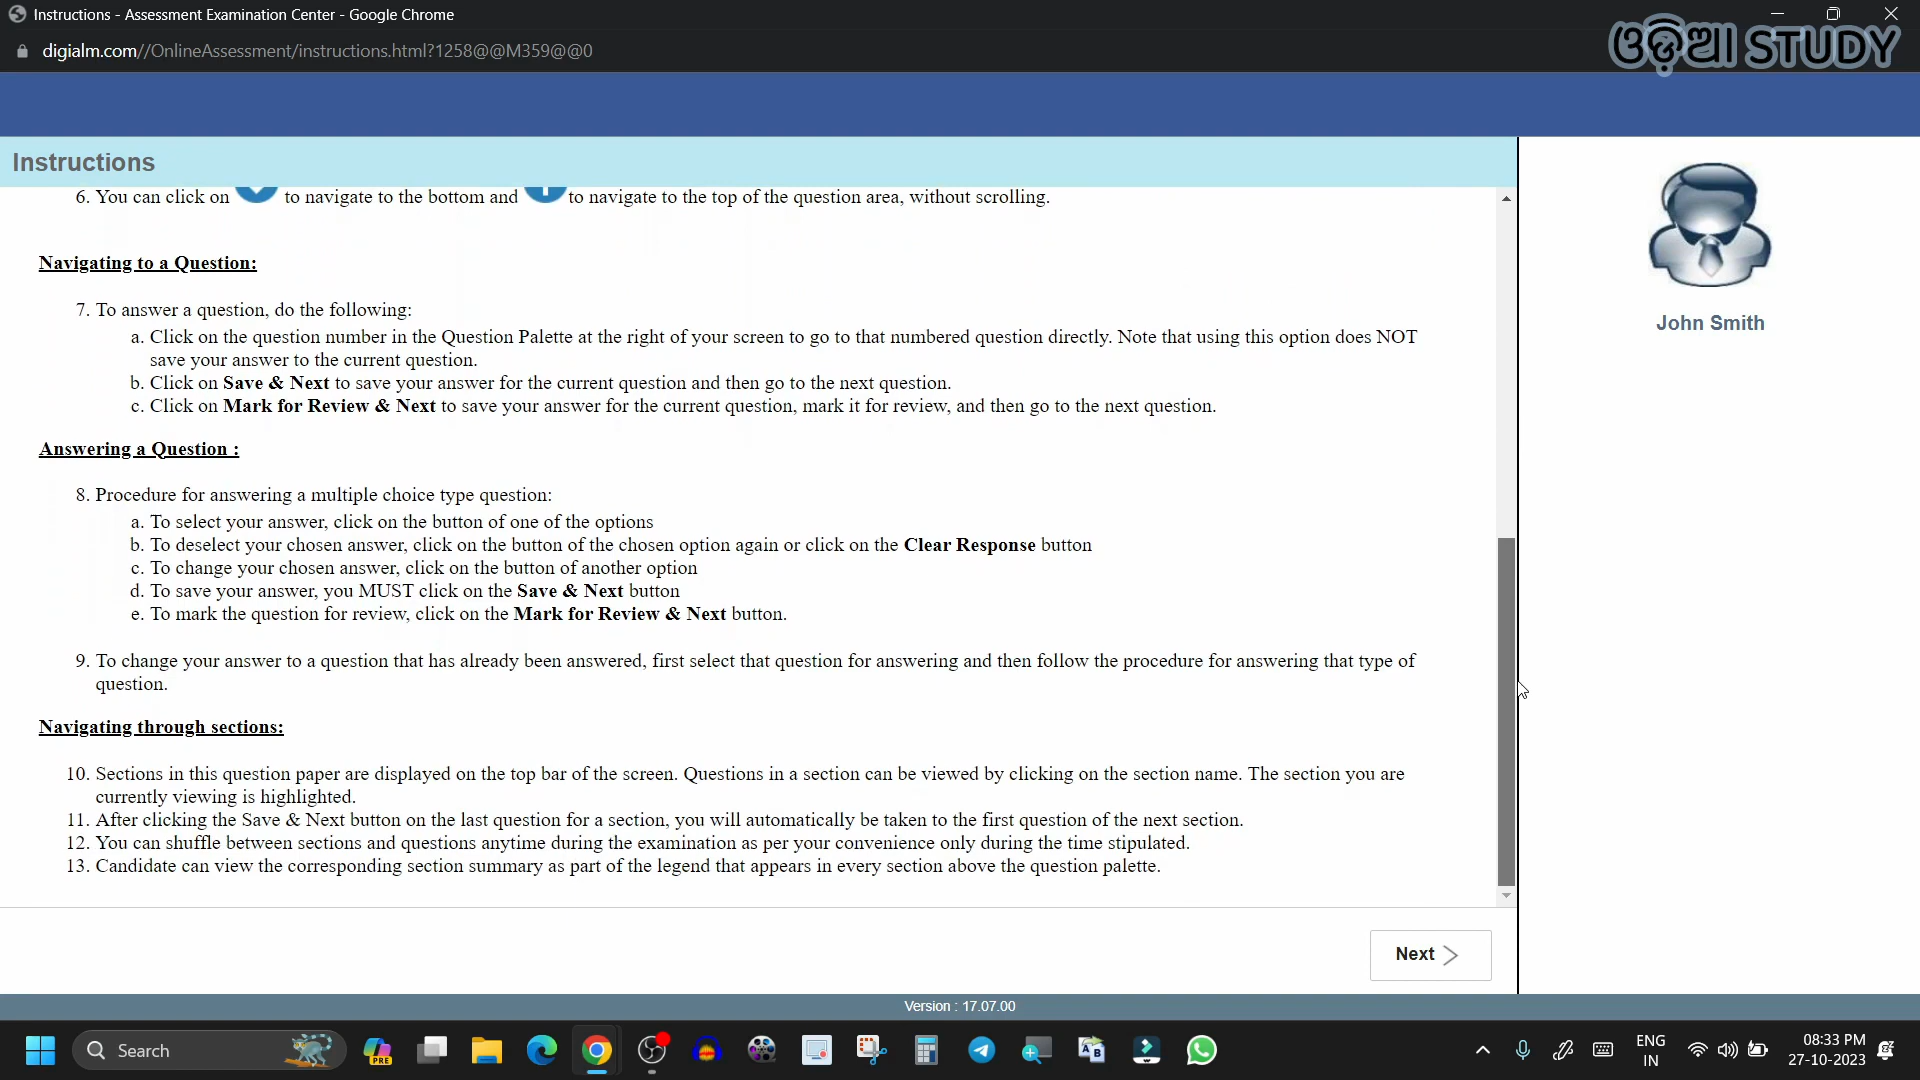 Instructions - Assessment Examination Center - Google Chrome
digialm.com//OnlineAssessment/instructions.html?1258@@M359@@0
ଓଡ଼ିଆ STUDY
Instructions
6. You can click on to navigate to the bottom and to navigate to the top of the question area, without scrolling.
Navigating to a Question:
7. To answer a question, do the following:
a. Click on the question number in the Question Palette at the right of your screen to go to that numbered question directly. Note that using this option does NOT
save your answer to the current question.
b. Click on Save & Next to save your answer for the current question and then go to the next question.
c. Click on Mark for Review & Next to save your answer for the current question, mark it for review, and then go to the next question.
Answering a Question :
8. Procedure for answering a multiple choice type question:
a. To select your answer, click on the button of one of the options
b. To deselect your chosen answer, click on the button of the chosen option again or click on the Clear Response button
c. To change your chosen answer, click on the button of another option
d. To save your answer, you MUST click on the Save & Next button
e. To mark the question for review, click on the Mark for Review & Next button.
9. To change your answer to a question that has already been answered, first select that question for answering and then follow the procedure for answering that type of
question.
Navigating through sections:
10. Sections in this question paper are displayed on the top bar of the screen. Questions in a section can be viewed by clicking on the section name. The section you are
currently viewing is highlighted.
11. After clicking the Save & Next button on the last question for a section, you will automatically be taken to the first question of the next section.
12. You can shuffle between sections and questions anytime during the examination as per your convenience only during the time stipulated.
13. Candidate can view the corresponding section summary as part of the legend that appears in every section above the question palette.
John Smith
Next
Version : 17.07.00
Search
PRE
A B
ENG
IN
08:33 PM
27-10-2023